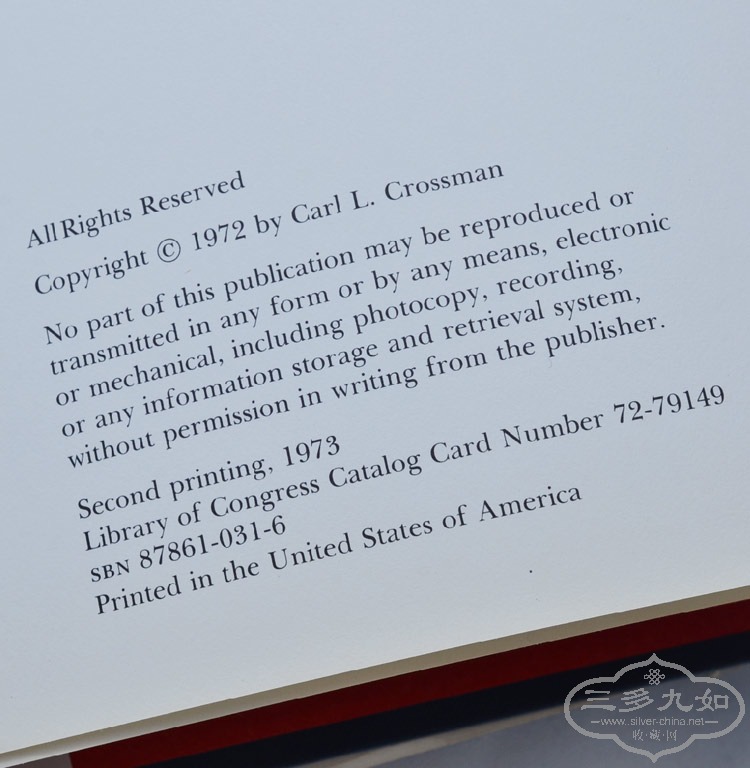 All Rights Reserved
Copyright © 1972 by Carl L. Crossman
No part of this publication may be reproduced or
transmitted in any form or by any means, electronic
or mechanical, including photocopy, recording,
or any information storage and retrieval system,
without permission in writing from the publisher.
Second printing, 1973
Library of Congress Catalog Card Number 72-79149
SBN 87861-031-6
Printed in the United States of America
三多九如
www.silver-china.net
收·藏·国